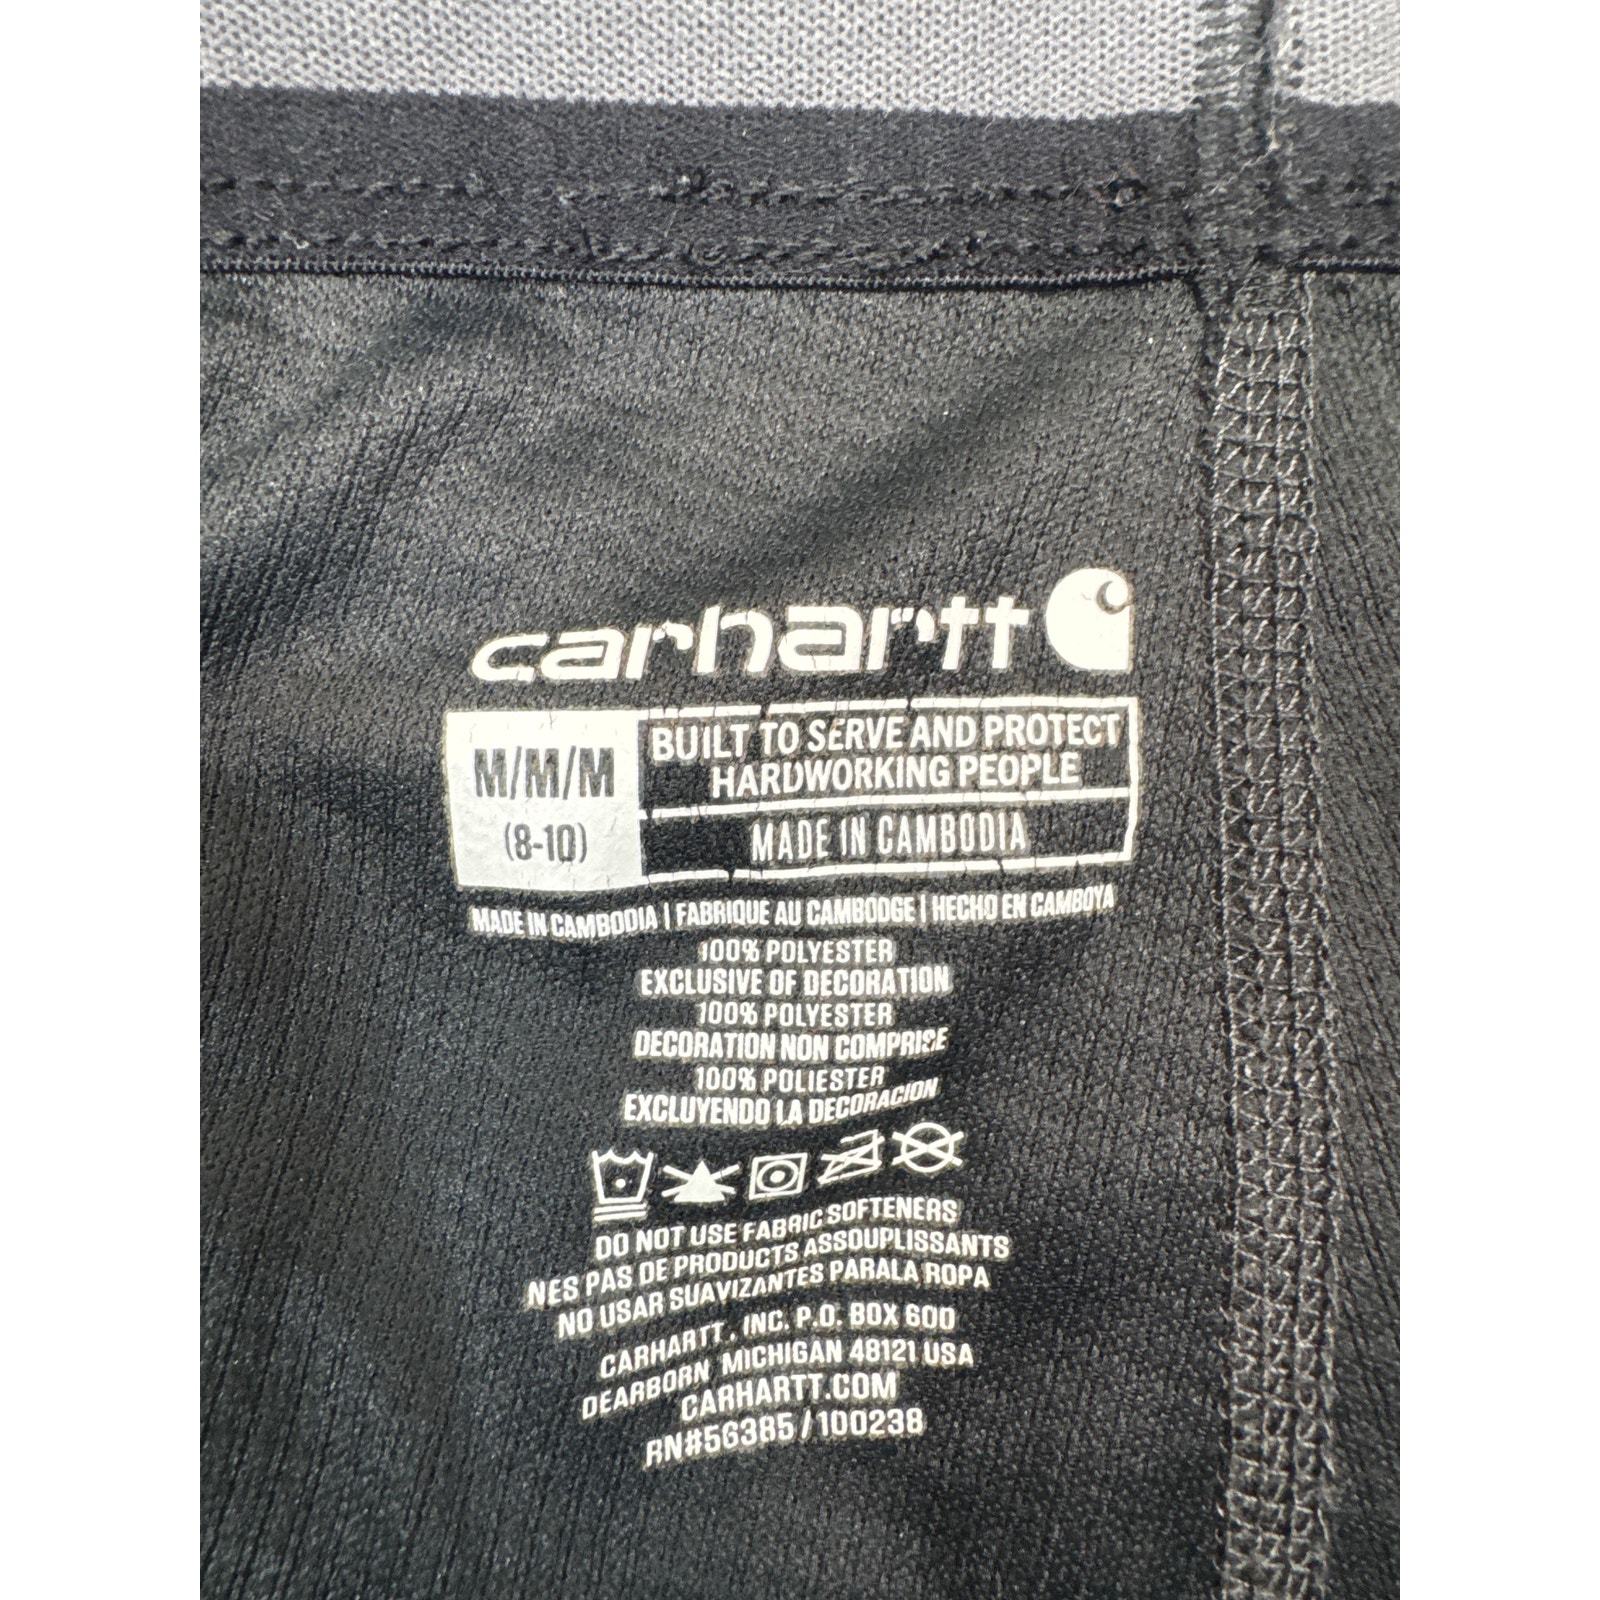 carhartt
M/M/M
(8-10)
BUILT TO SERVE AND PROTECT
HARDWORKING PEOPLE
MADE IN CAMBODIA
MADE IN CAMBODIA | FABRIQUE AU CAMBODGE | HECHO EN CAMBOYA
100% POLYESTER
EXCLUSIVE OF DECORATION
100% POLYESTER
DECORATION NON COMPRISE
100% POLIESTER
EXCLUYENDO LA DECORACION
DO NOT USE FABRIC SOFTENERS
NES PAS DE PRODUCTS ASSOUPLISSANTS
NO USAR SUAVIZANTES PARALA ROPA
CARHARTT, INC. P.O. BOX 600
DEARBORN, MICHIGAN 48121 USA
CARHARTT.COM
RN#56385/100238